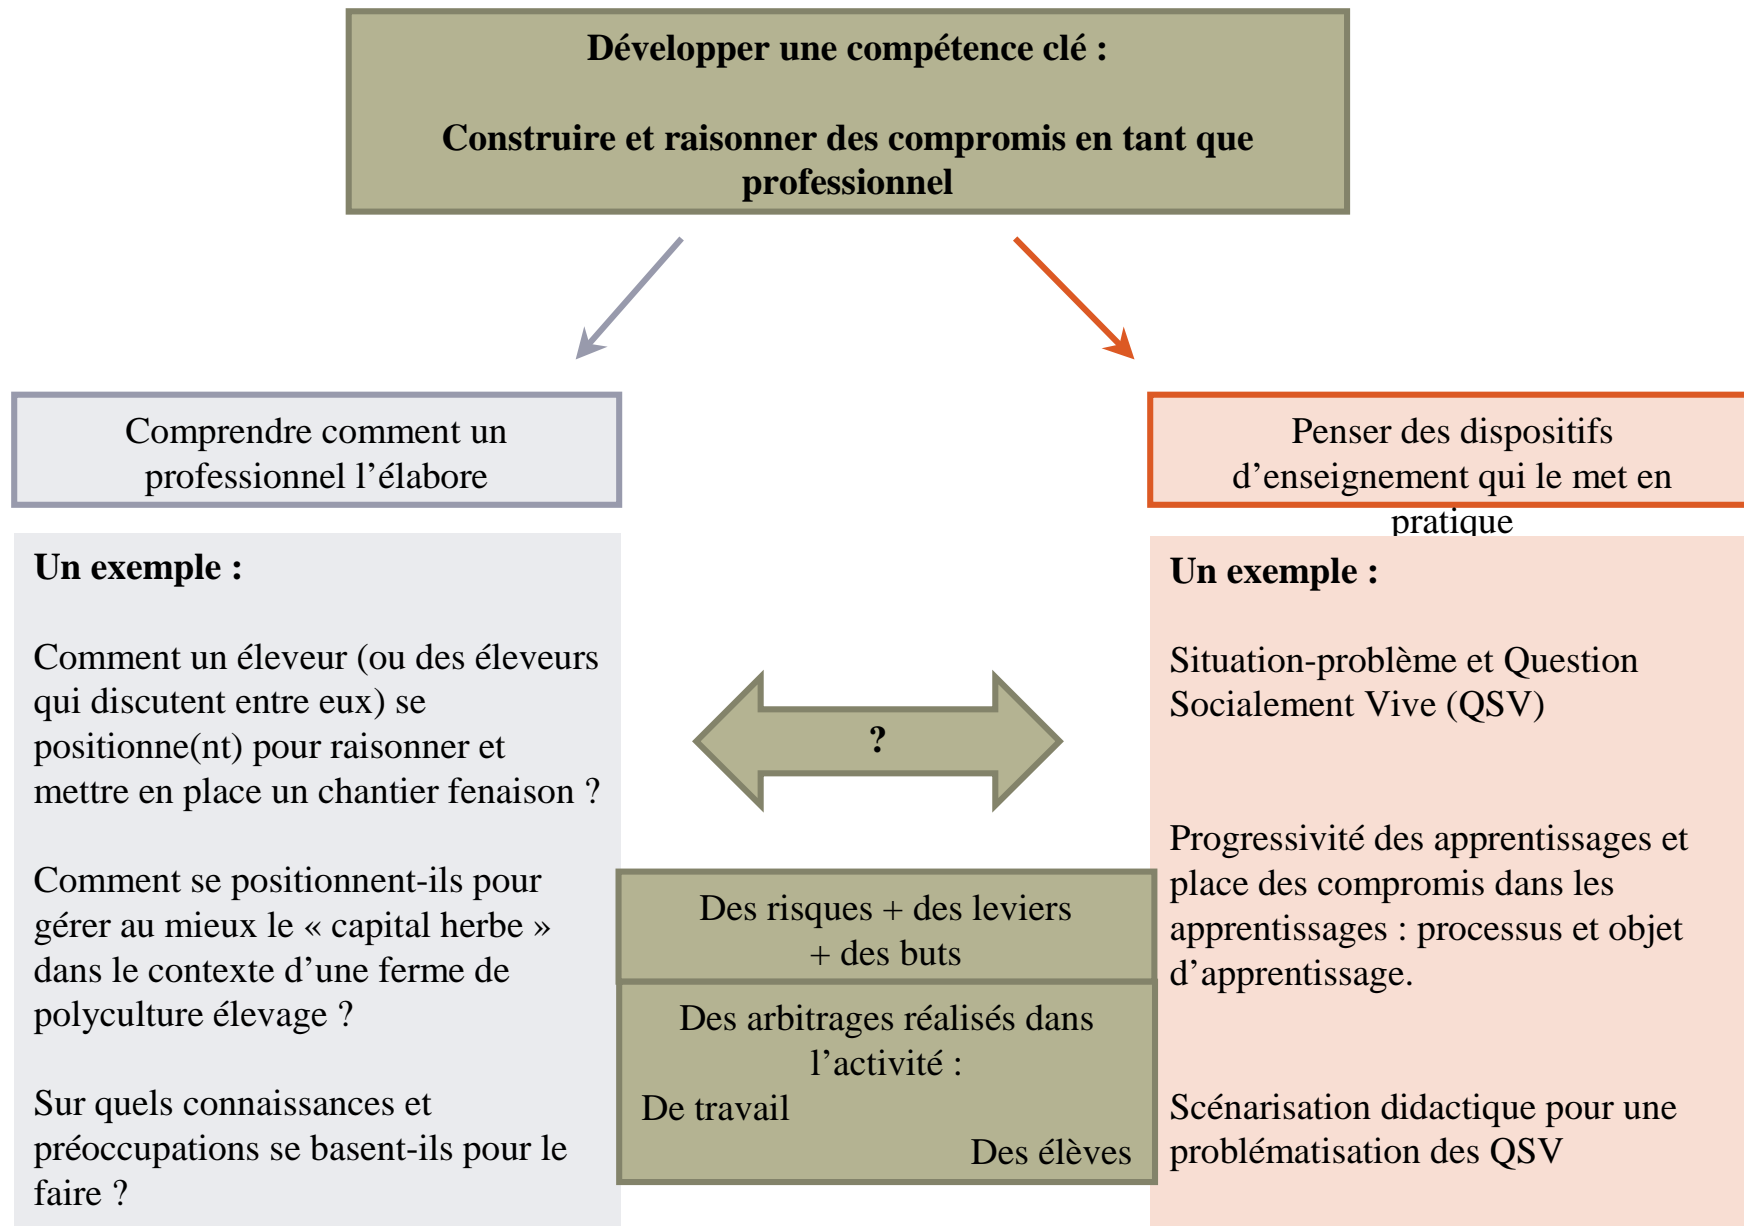 Développer une compétence clé :
Construire et raisonner des compromis en tant que
professionnel
Comprendre comment un
professionnel l’élabore
Penser des dispositifs
d’enseignement qui le met en
pratique
Un exemple :
Comment un éleveur (ou des éleveurs
qui discutent entre eux) se
positionne(nt) pour raisonner et
mettre en place un chantier fenaison ?
Comment se positionnent-ils pour
gérer au mieux le « capital herbe »
dans le contexte d’une ferme de
polyculture élevage ?
Sur quels connaissances et
préoccupations se basent-ils pour le
faire ?
?
Des risques + des leviers
+ des buts
Des arbitrages réalisés dans
l’activité :
De travail
Des élèves
Un exemple :
Situation-problème et Question
Socialement Vive (QSV)
Progressivité des apprentissages et
place des compromis dans les
apprentissages : processus et objet
d’apprentissage.
Scénarisation didactique pour une
problématisation des QSV